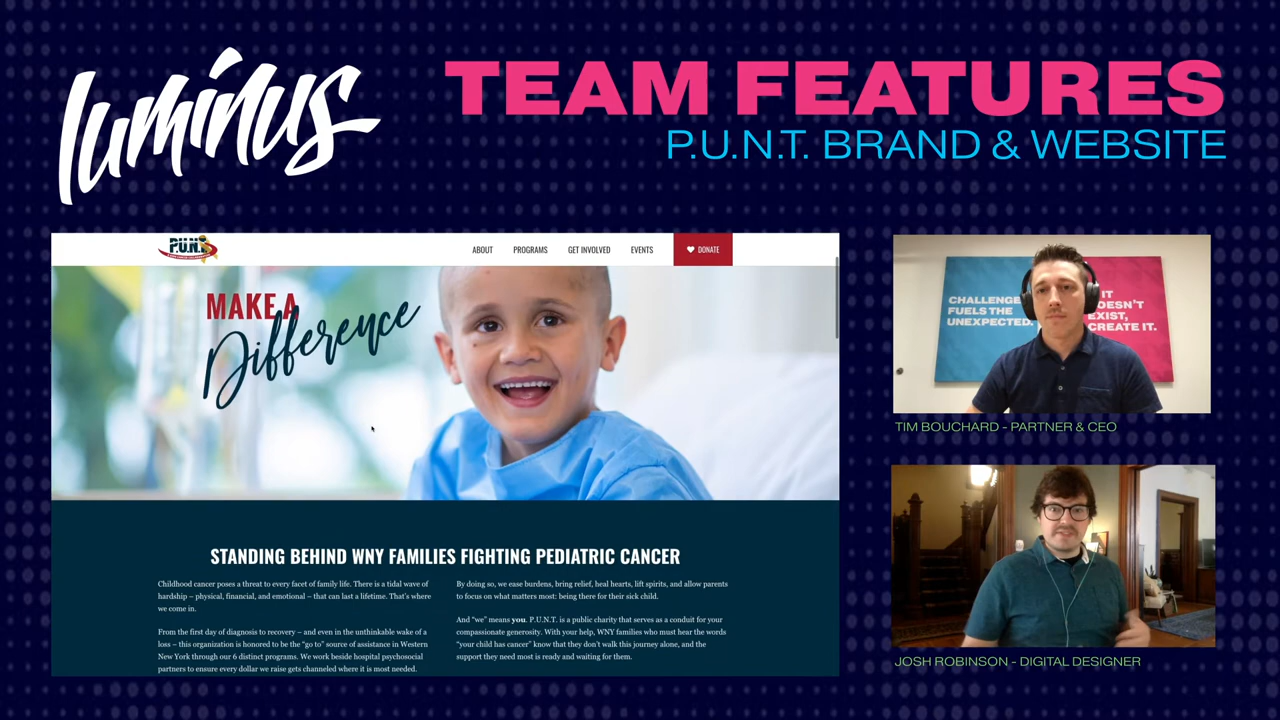 luminus
TEAM FEATURES
P.U.N.T. BRAND & WEBSITE
P.U.N.T.
ABOUT
PROGRAMS
GET INVOLVED
EVENTS
DONATE
MAKE A
Difference
STANDING BEHIND WNY FAMILIES FIGHTING PEDIATRIC CANCER
Childhood cancer poses a threat to every facet of family life. There is a tidal wave of
hardship – physical, financial, and emotional – that can last a lifetime. That's where
we come in.
From the first day of diagnosis to recovery – and even in the unthinkable wake of a
loss – this organization is honored to be the "go to" source of assistance in Western
New York through our 6 distinct programs. We work beside hospital psychosocial
partners to ensure every dollar we raise gets channeled where it is most needed.
By doing so, we ease burdens, bring relief, heal hearts, lift spirits, and allow parents
to focus on what matters most: being there for their sick child.
And "we" means you. P.U.N.T. is a public charity that serves as a conduit for your
compassionate generosity. With your help, WNY families who must hear the words
"your child has cancer" know that they don't walk this journey alone, and the
support they need most is ready and waiting for them.
CHALLENGE
FUELS THE
UNEXPECTED.
IT
DOESN'T
EXIST,
CREATE IT.
TIM BOUCHARD - PARTNER & CEO
JOSH ROBINSON - DIGITAL DESIGNER